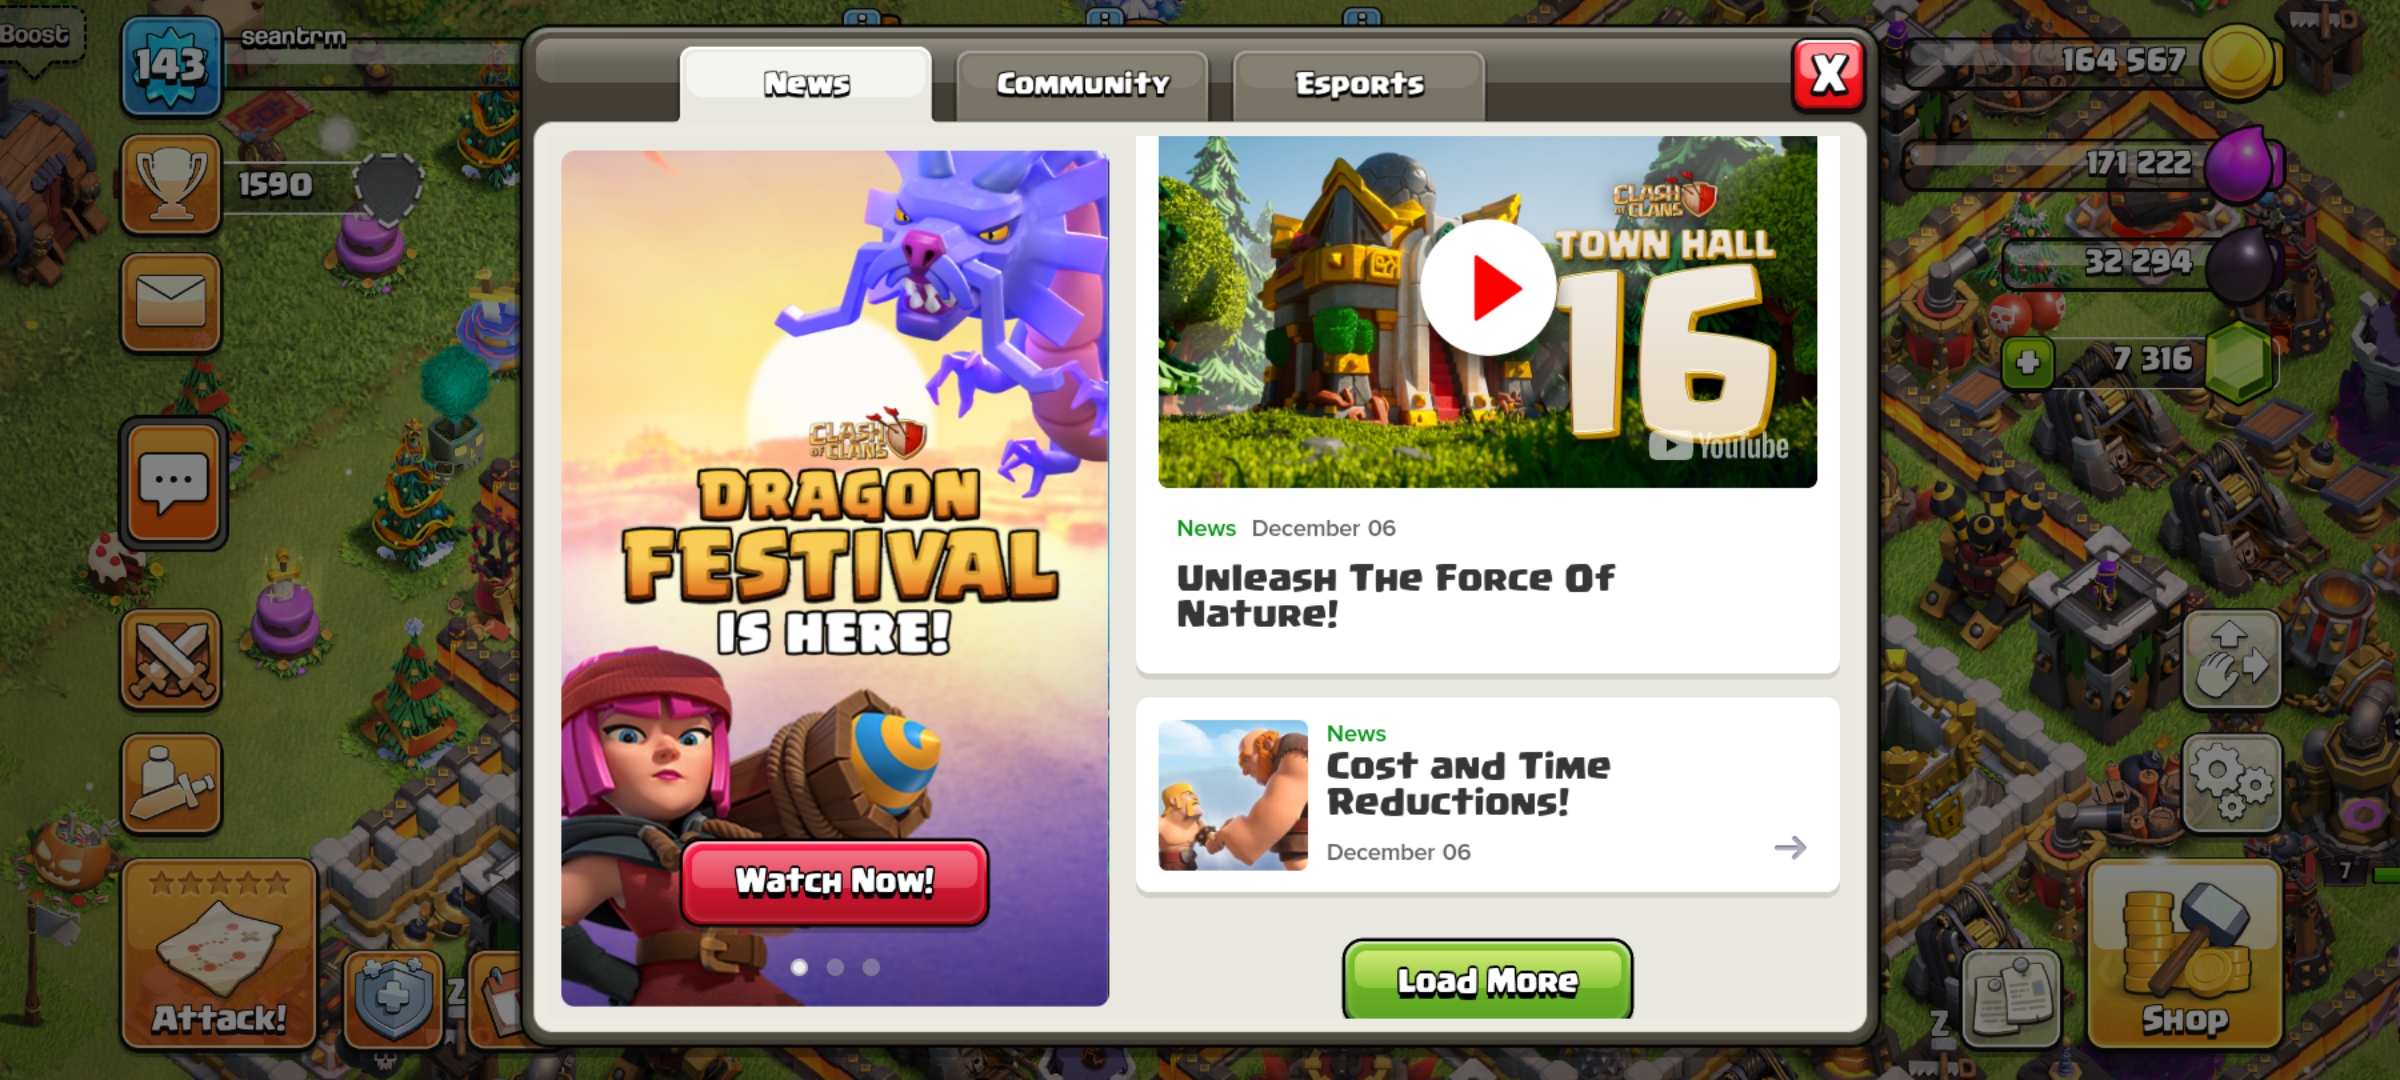 Boost
143
seantrm
News
Community
Esports
X
164 567
1590
171 222
32 294
7 316
CLASH
OF CLANS
DRAGON
FESTIVAL
IS HERE!
Watch Now!
CLASH
OF CLANS
TOWN HALL
16
YouTube
News December 06
Unleash The Force Of
Nature!
News
Cost and Time
Reductions!
December 06
Load More
Attack!
Z
7
Z
Shop